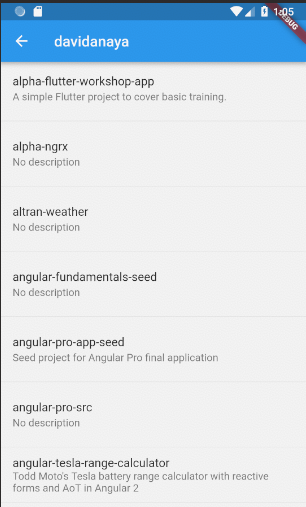 1:05
DEBUG
davidanaya
alpha-flutter-workshop-app
A simple Flutter project to cover basic training.
alpha-ngrx
No description
altran-weather
No description
angular-fundamentals-seed
No description
angular-pro-app-seed
Seed project for Angular Pro final application
angular-pro-src
No description
angular-tesla-range-calculator
Todd Moto's Tesla battery range calculator with reactive
forms and AoT in Angular 2